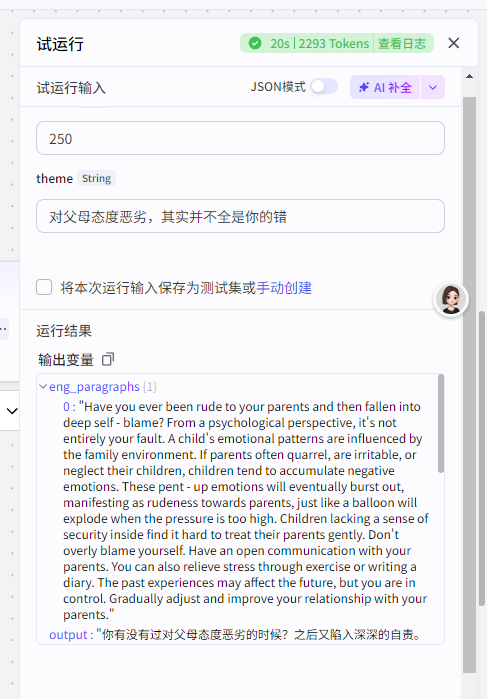 试运行
20s | 2293 Tokens 查看日志
试运行输入
JSON模式
AI 补全
250
theme String
对父母态度恶劣，其实并不全是你的错
将本次运行输入保存为测试集或手动创建
运行结果
输出变量
eng_paragraphs {1}
0 : "Have you ever been rude to your parents and then fallen into
deep self - blame? From a psychological perspective, it's not
entirely your fault. A child's emotional patterns are influenced by
the family environment. If parents often quarrel, are irritable, or
neglect their children, children tend to accumulate negative
emotions. These pent - up emotions will eventually burst out,
manifesting as rudeness towards parents, just like a balloon will
explode when the pressure is too high. Children lacking a sense of
security inside find it hard to treat their parents gently. Don't
overly blame yourself. Have an open communication with your
parents. You can also relieve stress through exercise or writing a
diary. The past experiences may affect the future, but you are in
control. Gradually adjust and improve your relationship with your
parents."
output : "你有没有过对父母态度恶劣的时候？之后又陷入深深的自责。